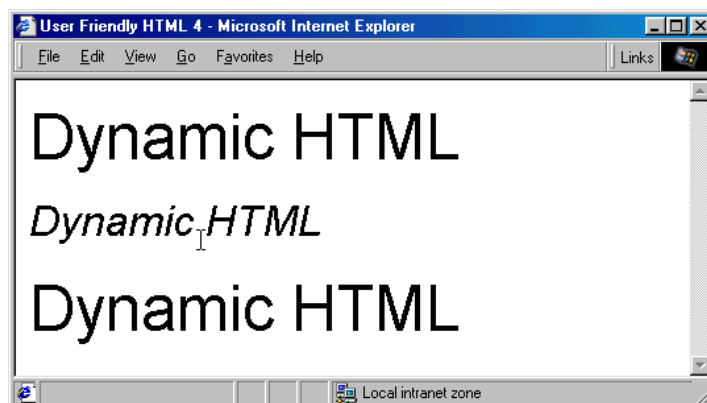 User Friendly HTML 4 - Microsoft Internet Explorer
File Edit View Go Favorites Help Links
Dynamic HTML
Dynamic HTML
Dynamic HTML
Local intranet zone